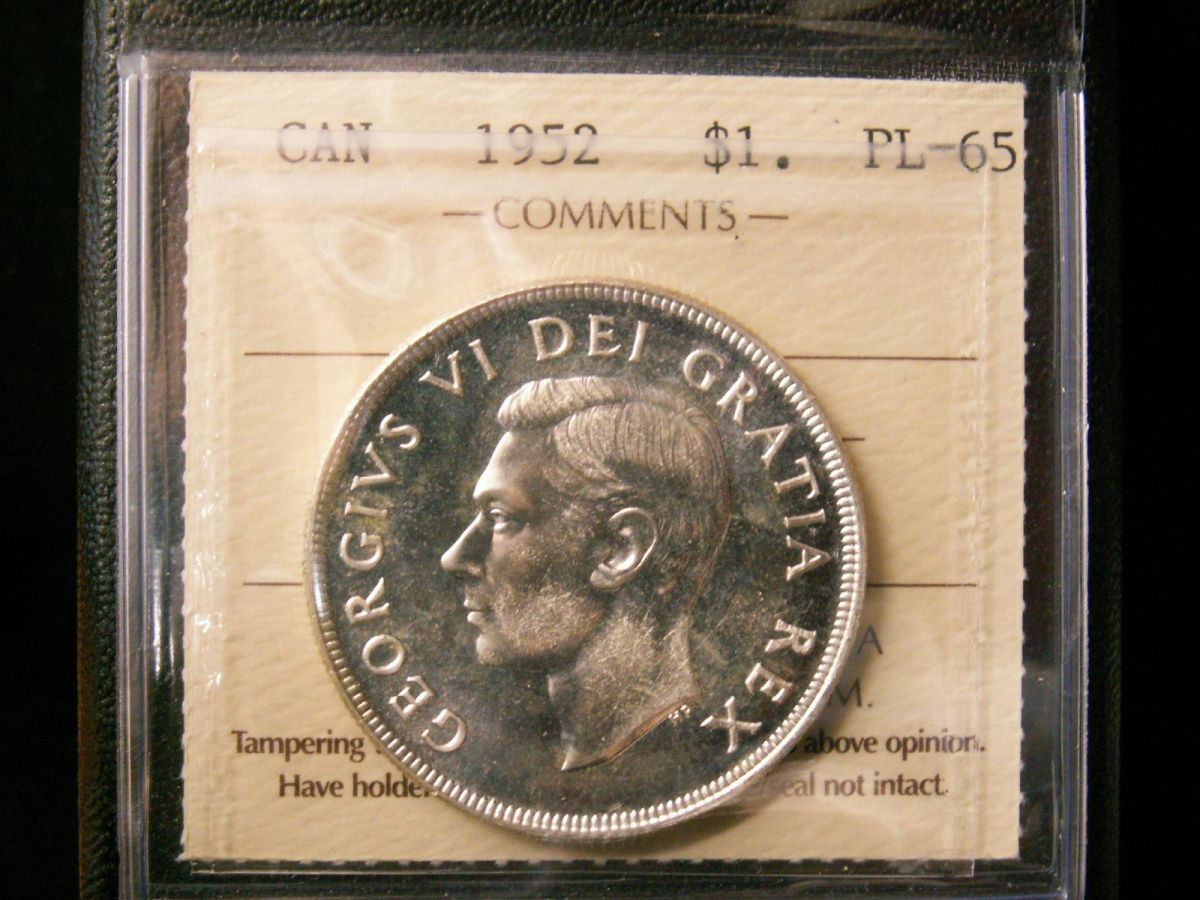 CAN 1952 $1. PL-65
— COMMENTS —
GEORGIVS VI DEI GRATIA REX
A
M.
Tampering above opinion.
Have holder seal not intact.